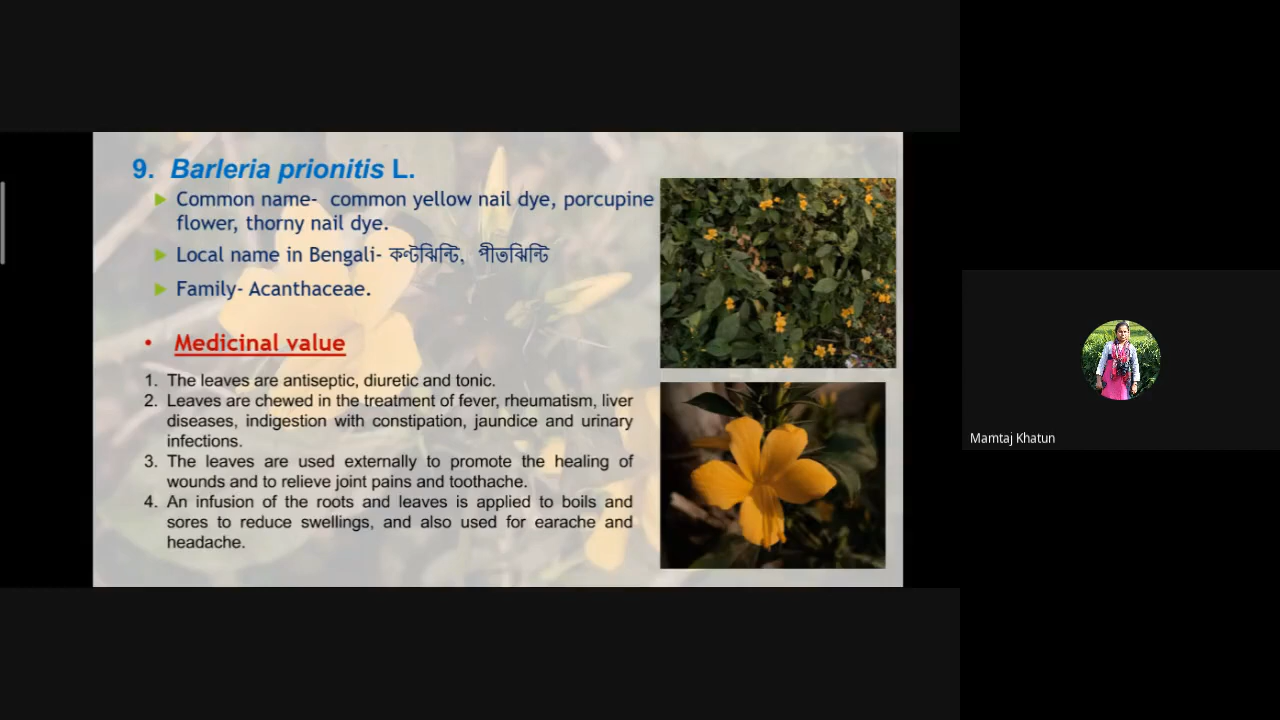 9. Barleria prionitis L.
Common name- common yellow nail dye, porcupine
flower, thorny nail dye.
Local name in Bengali- কণ্টঝিন্টি, পীতঝিন্টি
Family- Acanthaceae.
• Medicinal value
1. The leaves are antiseptic, diuretic and tonic.
2. Leaves are chewed in the treatment of fever, rheumatism, liver
diseases, indigestion with constipation, jaundice and urinary
infections.
3. The leaves are used externally to promote the healing of
wounds and to relieve joint pains and toothache.
4. An infusion of the roots and leaves is applied to boils and
sores to reduce swellings, and also used for earache and
headache.
Mamtaj Khatun